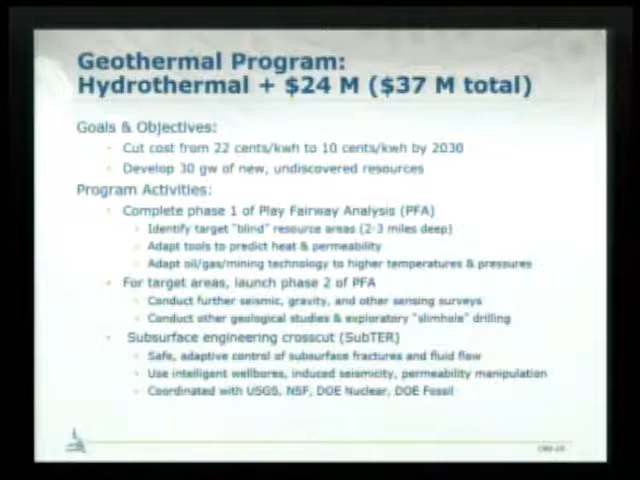 Geothermal Program:
Hydrothermal + $24 M ($37 M total)
Goals & Objectives:
Cut cost from 22 cents/kwh to 10 cents/kwh by 2030
Develop 30 gw of new, undiscovered resources
Program Activities:
Complete phase 1 of Play Fairway Analysis (PFA)
Identify target "blind" resource areas (2-3 miles deep)
Adapt tools to predict heat & permeability
Adapt oil/gas/mining technology to higher temperatures & pressures
For target areas, launch phase 2 of PFA
Conduct further seismic, gravity, and other sensing surveys
Conduct other geological studies & exploratory "slimhole" drilling
Subsurface engineering crosscut (SubTER)
Safe, adaptive control of subsurface fractures and fluid flow
Use intelligent wellbores, induced seismicity, permeability manipulation
Coordinated with USGS, NSF, DOE Nuclear, DOE Fossil